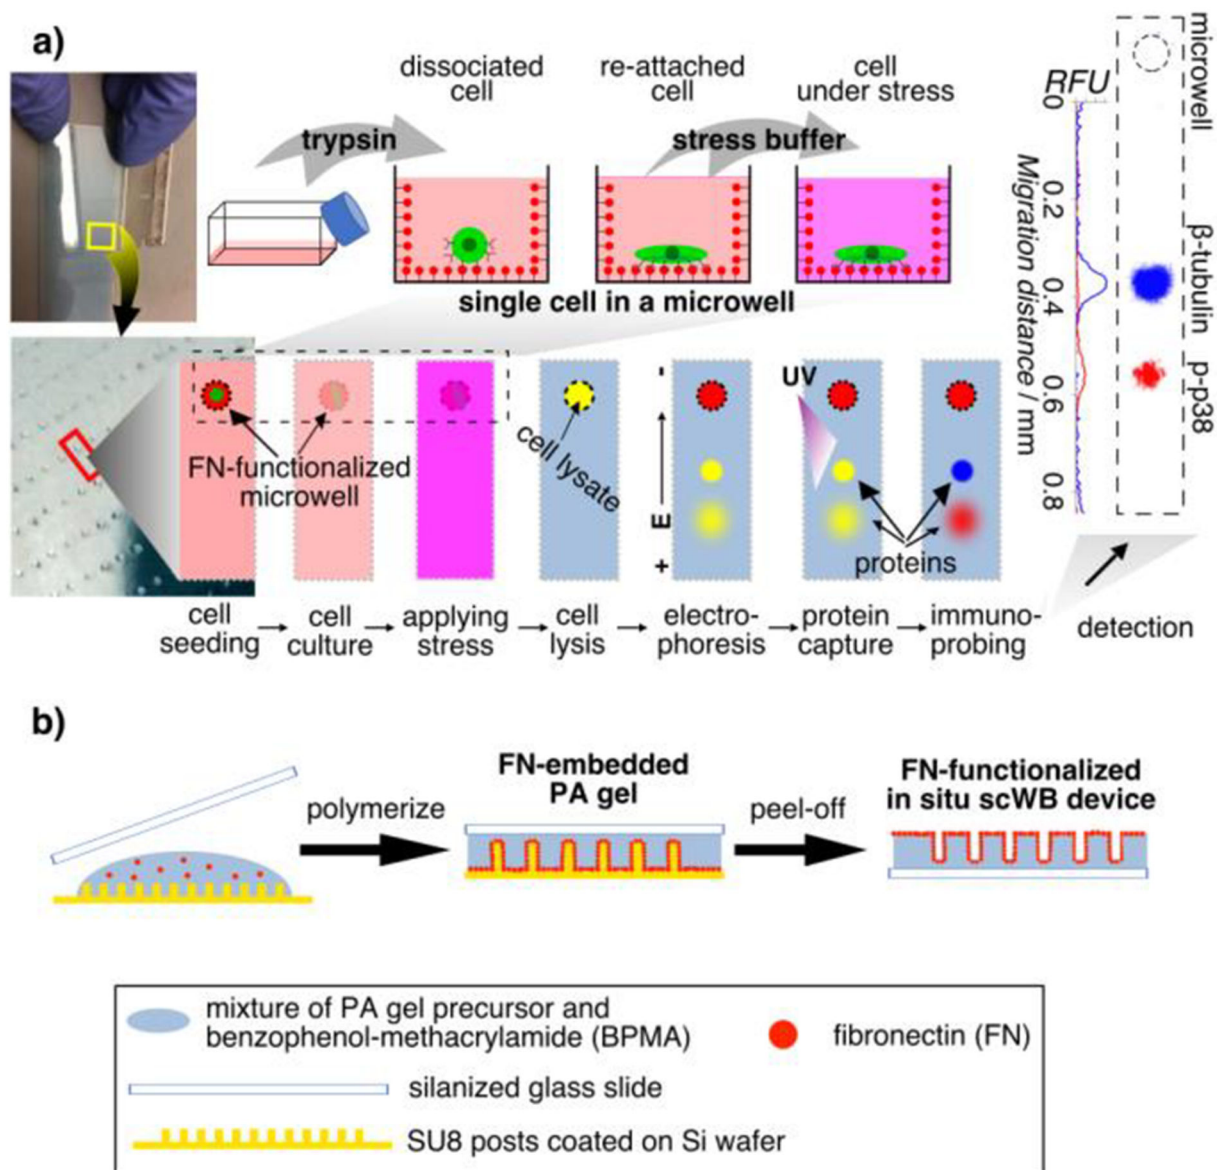 a)
dissociated
cell
re-attached
cell
cell
under stress
trypsin
stress buffer
single cell in a microwell
FN-functionalized
microwell
cell lysate
+ E -
UV
proteins
cell
seeding
cell
culture
applying
stress
cell
lysis
electro-
phoresis
protein
capture
immuno-
probing
detection
RFU
0
0.2
0.4
0.6
0.8
Migration distance / mm
microwell
β-tubulin
p-p38
b)
polymerize
FN-embedded
PA gel
peel-off
FN-functionalized
in situ scWB device
mixture of PA gel precursor and
benzophenol-methacrylamide (BPMA)
fibronectin (FN)
silanized glass slide
SU8 posts coated on Si wafer